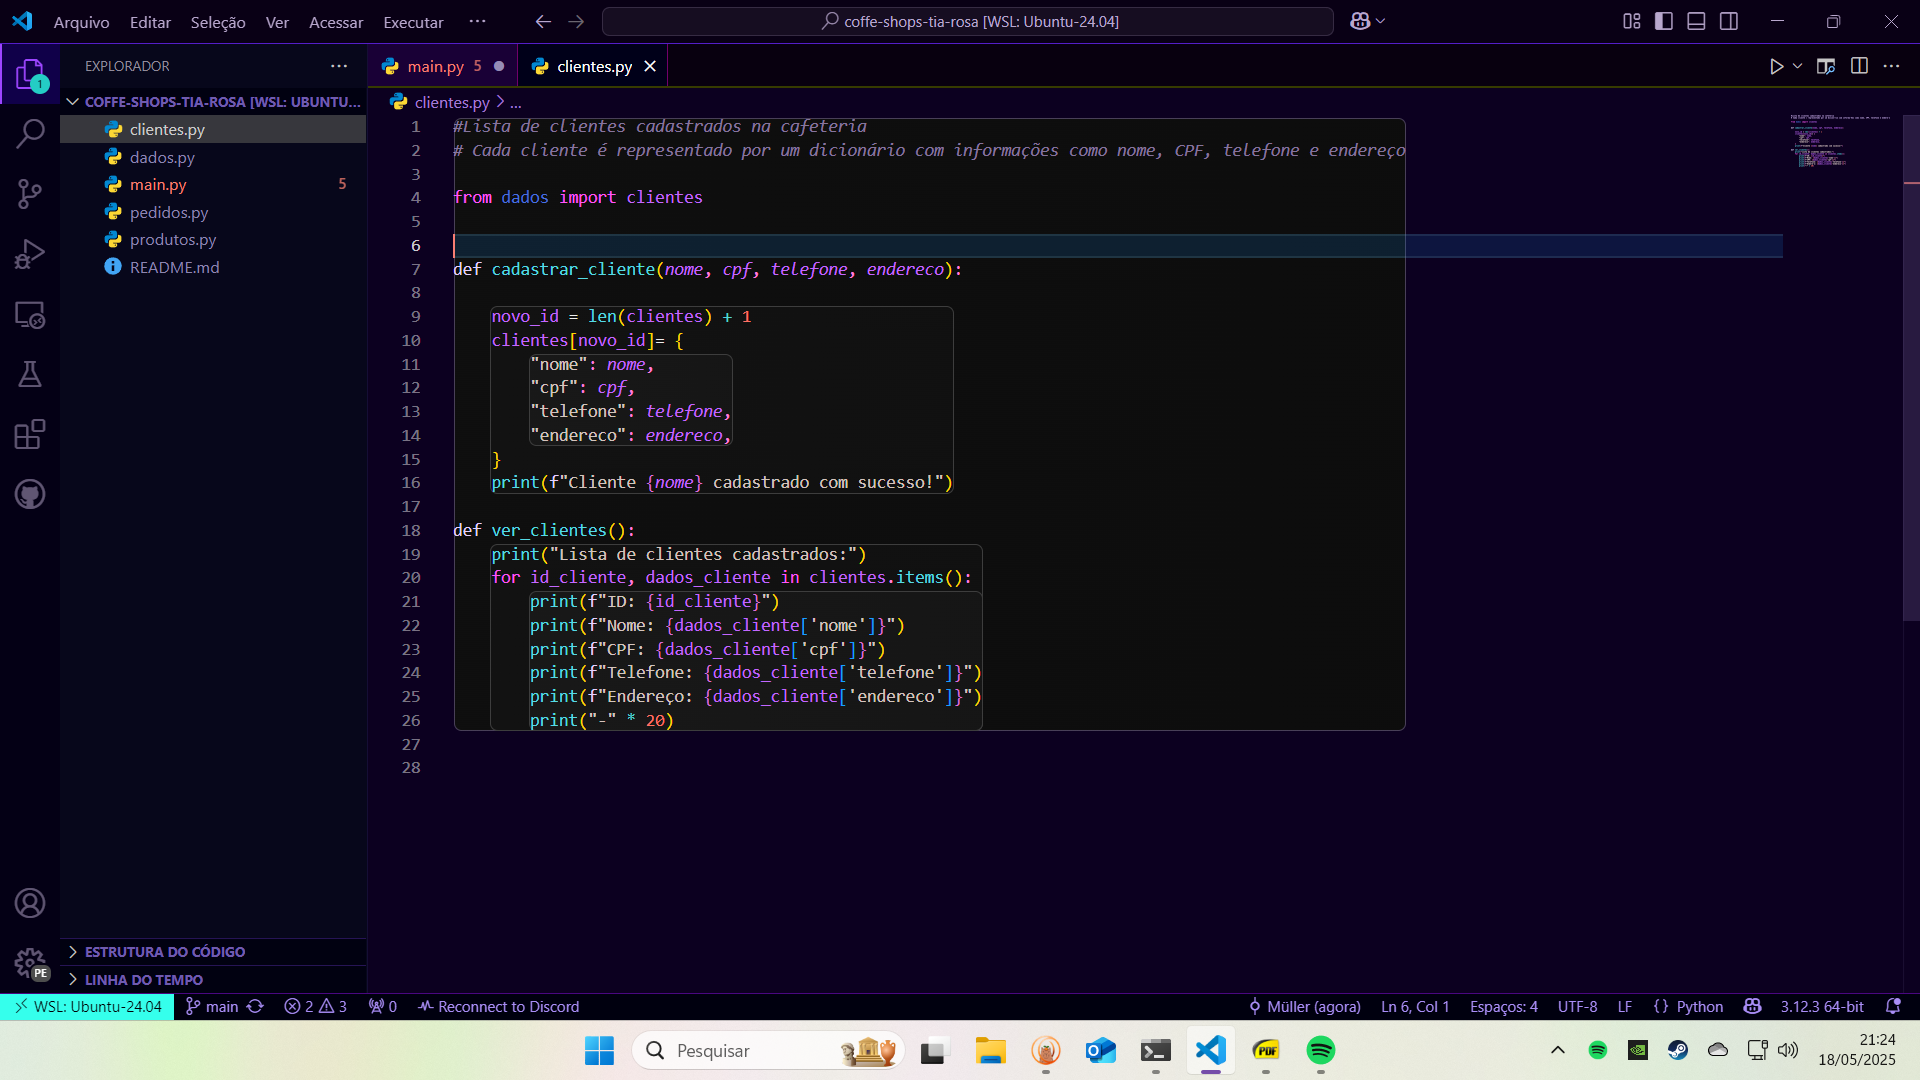 Arquivo Editar Seleção Ver Acessar Executar ···
coffe-shops-tia-rosa [WSL: Ubuntu-24.04]
EXPLORADOR
main.py 5
clientes.py
COFFE-SHOPS-TIA-ROSA [WSL: UBUNTU...
clientes.py > ...
clientes.py
dados.py
main.py 5
pedidos.py
produtos.py
README.md
1
1 #Lista de clientes cadastrados na cafeteria
2 # Cada cliente é representado por um dicionário com informações como nome, CPF, telefone e endereço
3
4 from dados import clientes
5
6
7 def cadastrar_cliente(nome, cpf, telefone, endereco):
8
9     novo_id = len(clientes) + 1
10     clientes[novo_id]= {
11         "nome": nome,
12         "cpf": cpf,
13         "telefone": telefone,
14         "endereco": endereco,
15     }
16     print(f"Cliente {nome} cadastrado com sucesso!")
17
18 def ver_clientes():
19     print("Lista de clientes cadastrados:")
20     for id_cliente, dados_cliente in clientes.items():
21         print(f"ID: {id_cliente}")
22         print(f"Nome: {dados_cliente['nome']}")
23         print(f"CPF: {dados_cliente['cpf']}")
24         print(f"Telefone: {dados_cliente['telefone']}")
25         print(f"Endereço: {dados_cliente['endereco']}")
26         print("-" * 20)
27
28
PE
ESTRUTURA DO CÓDIGO
LINHA DO TEMPO
WSL: Ubuntu-24.04 main 2 3 0 Reconnect to Discord Müller (agora) Ln 6, Col 1 Espaços: 4 UTF-8 LF {} Python 3.12.3 64-bit
Pesquisar
PDF
21:24
18/05/2025